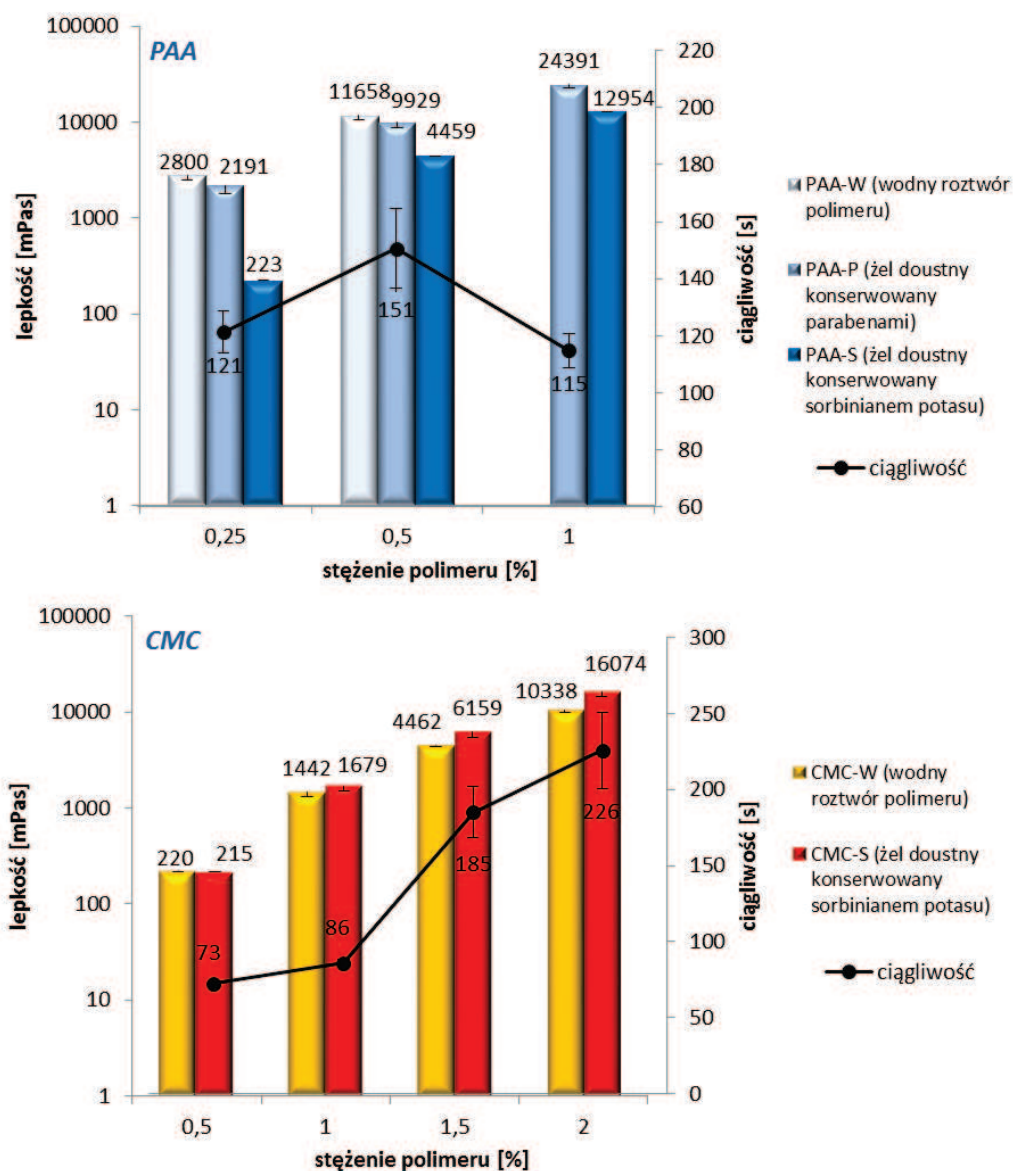 PAA
lepkość [mPas]
100000
10000
1000
100
10
1
2800
2191
223
11658
9929
4459
24391
12954
121
151
115
220
200
180
160
140
120
100
80
60
ciągliwość [s]
0,25
0,5
1
stężenie polimeru [%]
PAA-W (wodny roztwór
polimeru)
PAA-P (żel doustny
konserwowany
parabenami)
PAA-S (żel doustny
konserwowany
sorbinianem potasu)
ciągliwość
CMC
lepkość [mPas]
100000
10000
1000
100
10
1
220
215
1442
1679
4462
6159
10338
16074
73
86
185
226
300
250
200
150
100
50
0
ciągliwość [s]
0,5
1
1,5
2
stężenie polimeru [%]
CMC-W (wodny
roztwór polimeru)
CMC-S (żel doustny
konserwowany
sorbinianem potasu)
ciągliwość